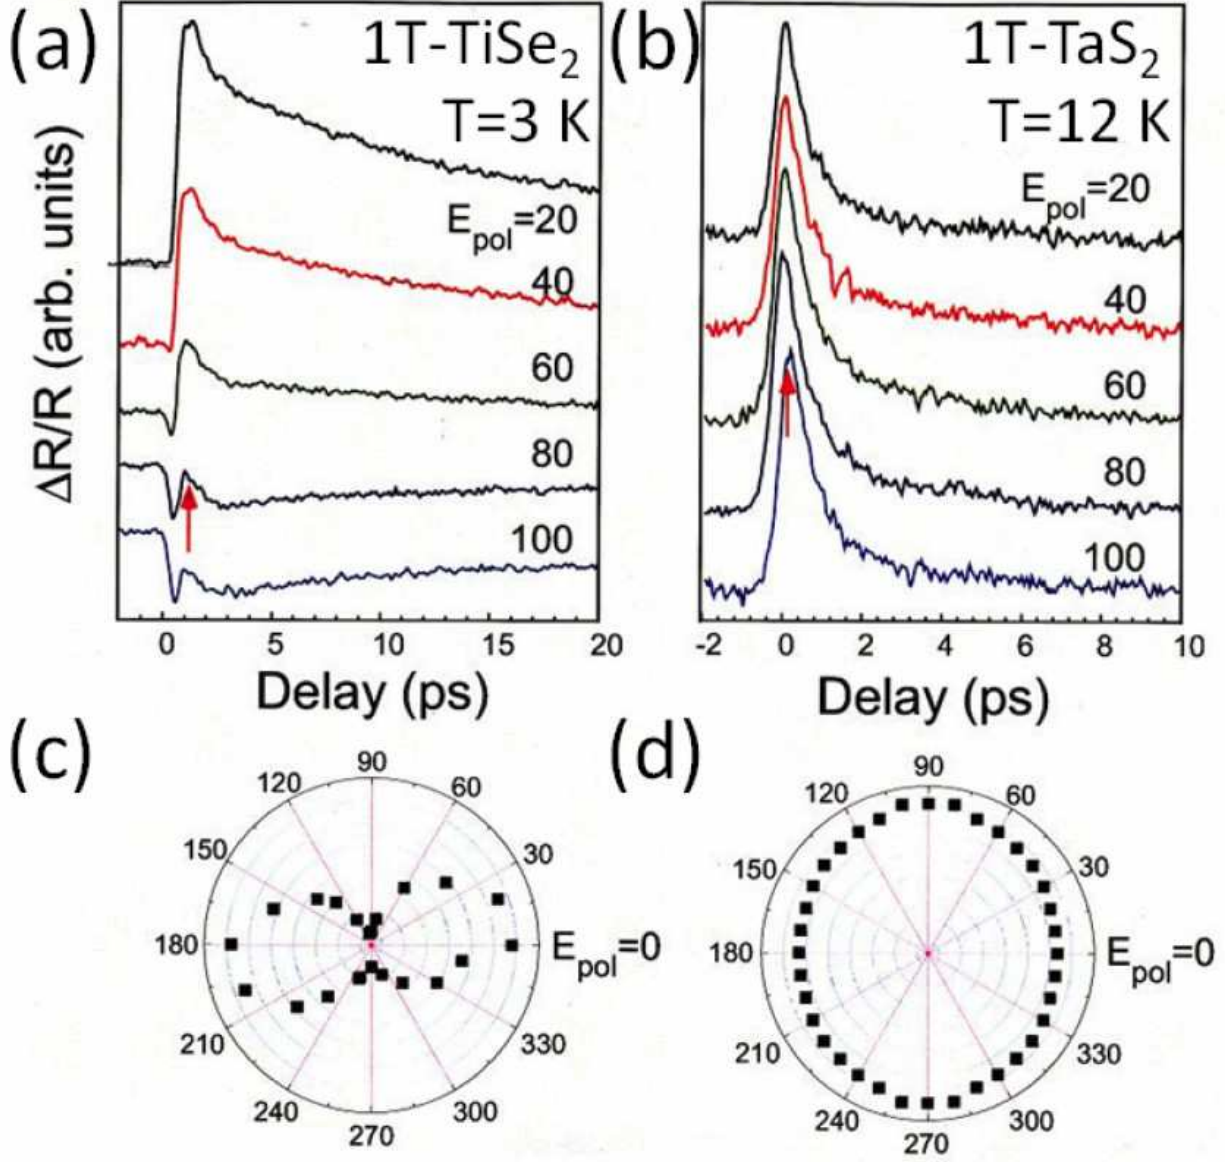 (a)
1T-TiSe2
T=3 K
Epol=20
40
60
80
100
ΔR/R (arb. units)
0 5 10 15 20
Delay (ps)
(b)
1T-TaS2
T=12 K
Epol=20
40
60
80
100
-2 0 2 4 6 8 10
Delay (ps)
(c)
90
120 60
150 30
180 Epol=0
210 330
240 300
270
(d)
90
120 60
150 30
180 Epol=0
210 330
240 300
270